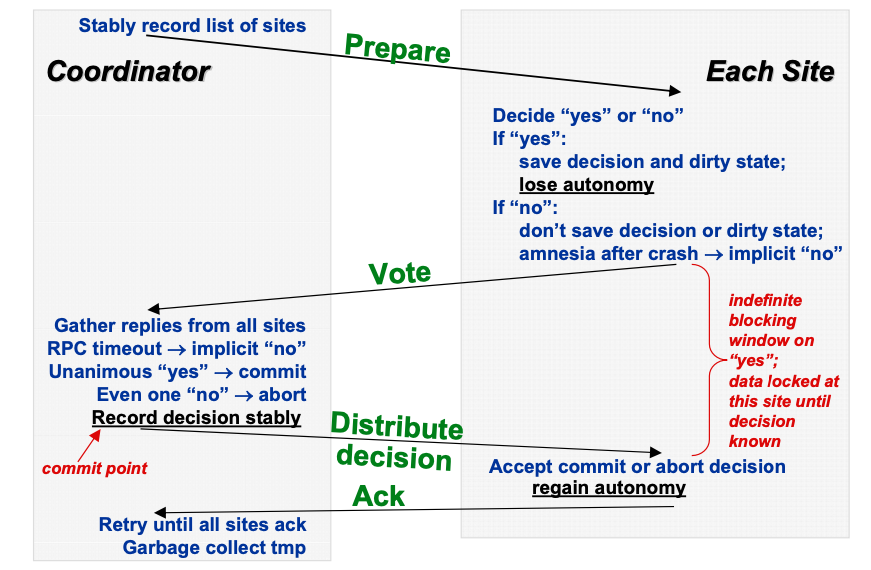 Stably record list of sites
Prepare
Coordinator
Each Site
Decide “yes” or “no”
If “yes”:
save decision and dirty state;
lose autonomy
If “no”:
don’t save decision or dirty state;
amnesia after crash → implicit “no”
Vote
indefinite
blocking
window on
“yes”;
data locked at
this site until
decision
known
Gather replies from all sites
RPC timeout → implicit “no”
Unanimous “yes” → commit
Even one “no” → abort
Record decision stably
commit point
Distribute
decision
Accept commit or abort decision
regain autonomy
Ack
Retry until all sites ack
Garbage collect tmp